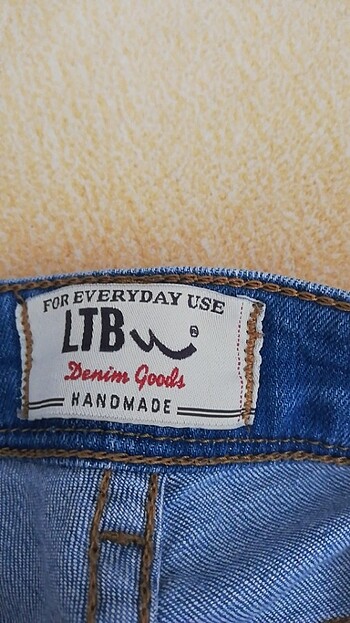 FOR EVERYDAY USE
LTB ®
Denim Goods
HANDMADE